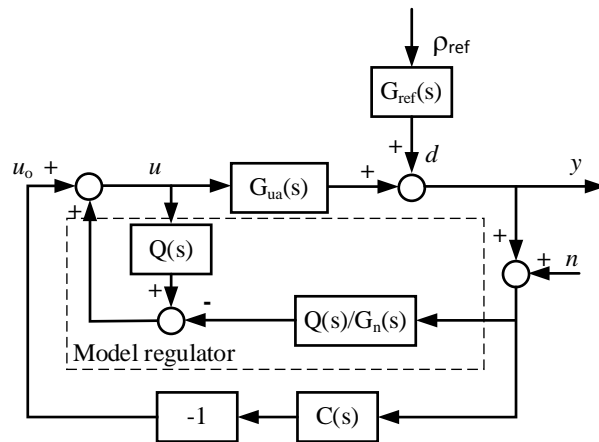 ρref
Gref(s)
uo + u + + d y
Gua(s)
+ Q(s) + + n
+ -
Q(s)/Gn(s)
Model regulator
-1 C(s)